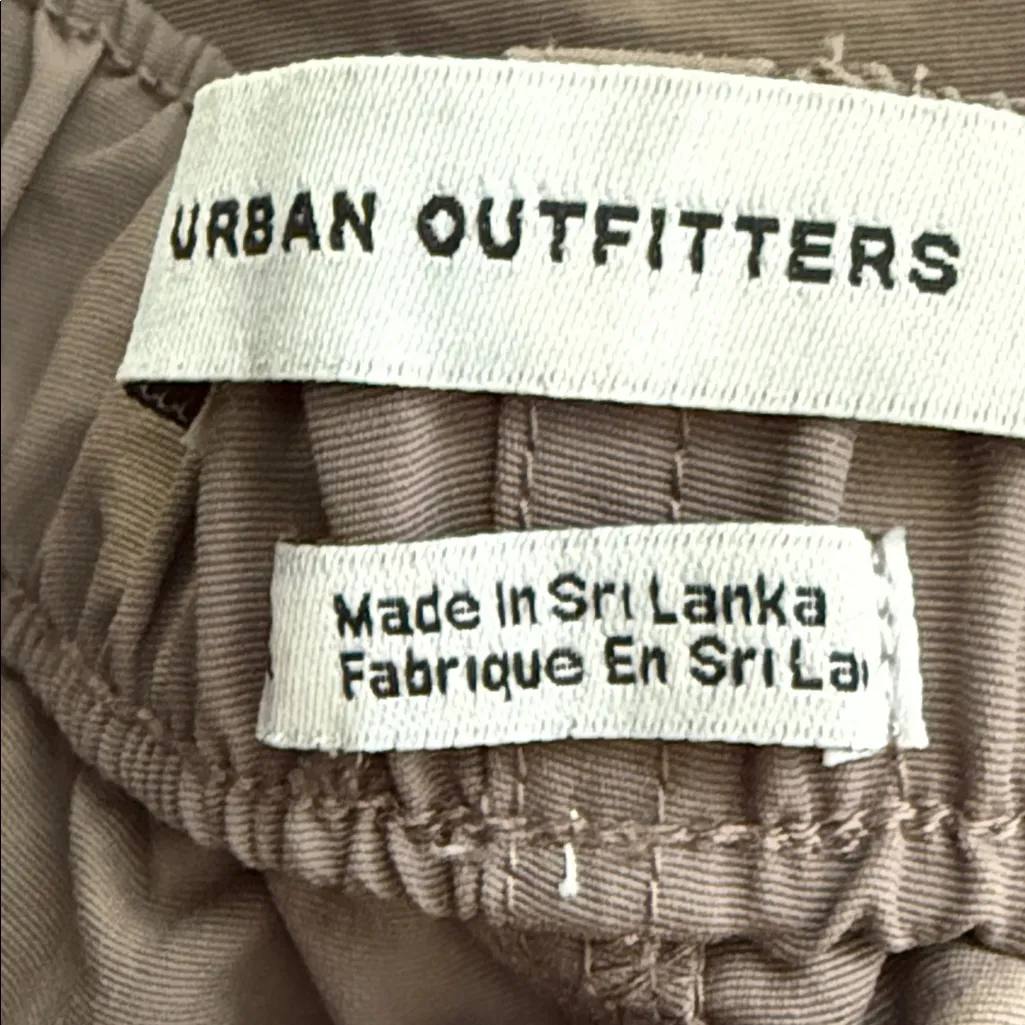 URBAN OUTFITTERS
Made In Sri Lanka
Fabrique En Sri